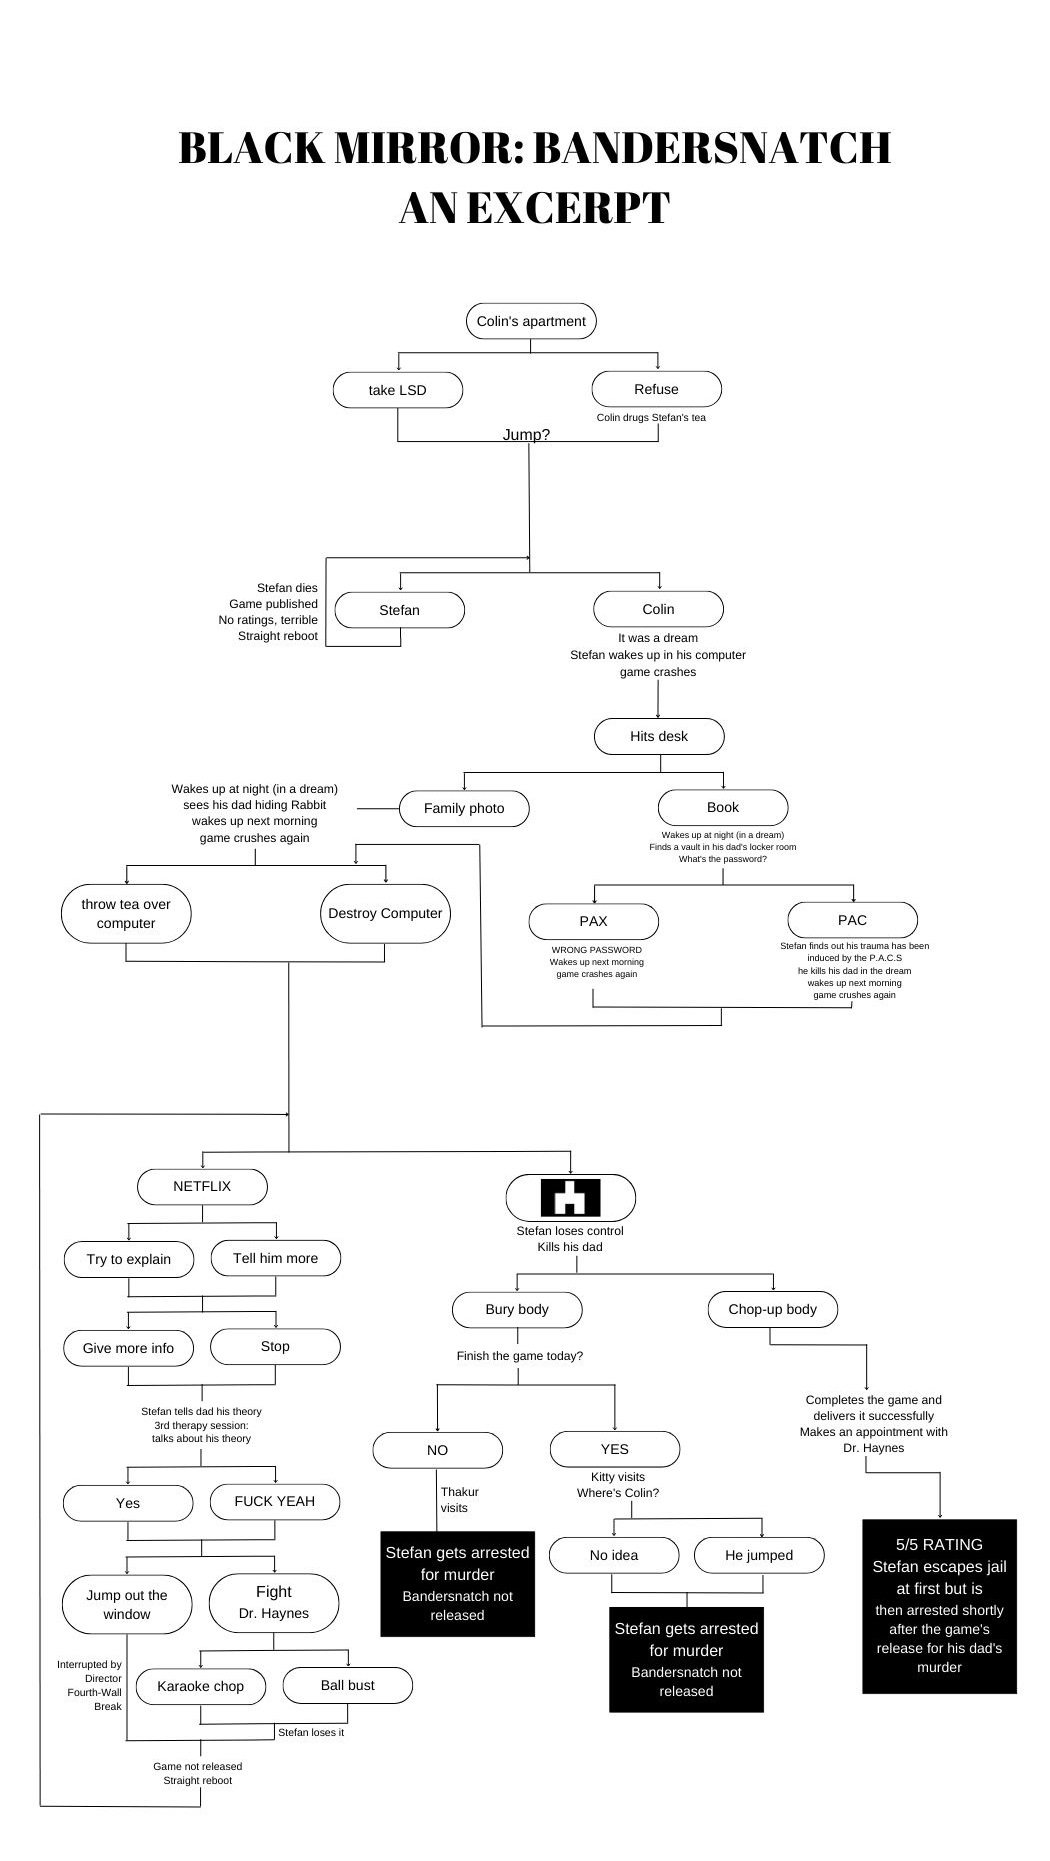 BLACK MIRROR: BANDERSNATCH
AN EXCERPT
Colin's apartment
take LSD
Refuse
Colin drugs Stefan's tea
Jump?
Stefan dies
Game published
No ratings, terrible
Straight reboot
Stefan
Colin
It was a dream
Stefan wakes up in his computer
game crashes
Hits desk
Wakes up at night (in a dream)
sees his dad hiding Rabbit
wakes up next morning
game crushes again
Family photo
Book
Wakes up at night (in a dream)
Finds a vault in his dad's locker room
What's the password?
throw tea over
computer
Destroy Computer
PAX
WRONG PASSWORD
Wakes up next morning
game crashes again
PAC
Stefan finds out his trauma has been
induced by the P.A.C.S
he kills his dad in the dream
wakes up next morning
game crushes again
NETFLIX
Try to explain
Tell him more
Give more info
Stop
Stefan tells dad his theory
3rd therapy session:
talks about his theory
Yes
FUCK YEAH
Jump out the
window
Fight
Dr. Haynes
Interrupted by
Director
Fourth-Wall
Break
Karaoke chop
Ball bust
Stefan loses it
Game not released
Straight reboot
Stefan loses control
Kills his dad
Bury body
Chop-up body
Finish the game today?
NO
YES
Thakur
visits
Kitty visits
Where's Colin?
Stefan gets arrested
for murder
Bandersnatch not
released
No idea
He jumped
Stefan gets arrested
for murder
Bandersnatch not
released
Completes the game and
delivers it successfully
Makes an appointment with
Dr. Haynes
5/5 RATING
Stefan escapes jail
at first but is
then arrested shortly
after the game's
release for his dad's
murder